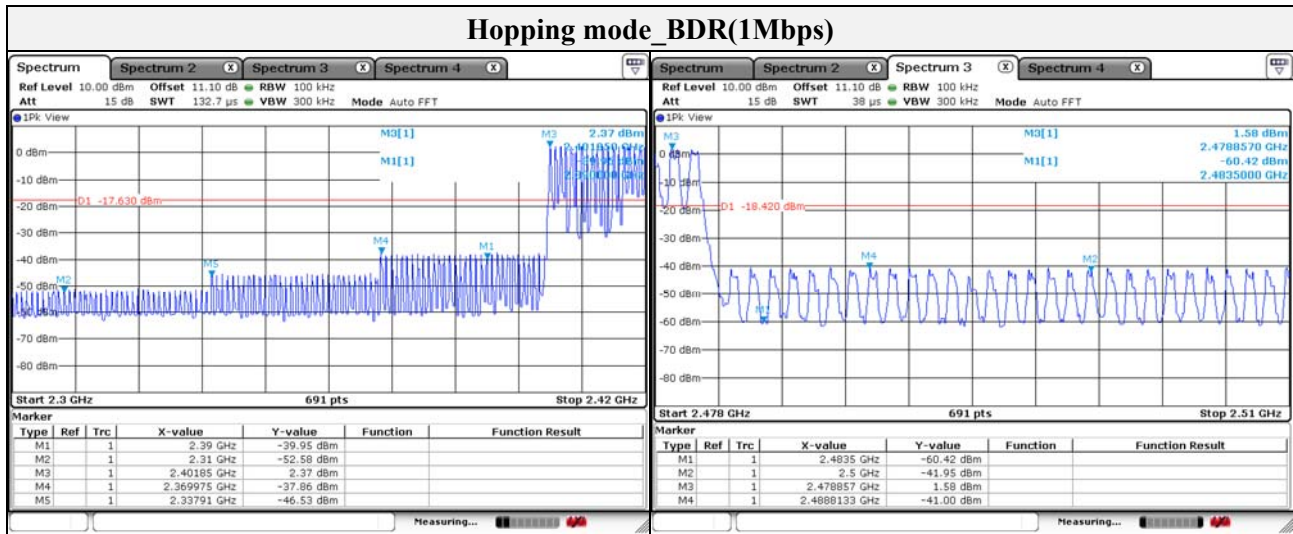 Hopping mode_BDR(1Mbps)
Spectrum Spectrum 2 X Spectrum 3 X Spectrum 4 X
Ref Level 10.00 dBm Offset 11.10 dB RBW 100 kHz
Att 15 dB SWT 132.7 µs VBW 300 kHz Mode Auto FFT
1Pk View
M3[1] 2.37 dBm
M1[1]
M3
0 dBm
-10 dBm
D1 -17.630 dBm
-20 dBm
-30 dBm
M4
M1
-40 dBm
M5
M2
-50 dBm
-70 dBm
-80 dBm
Start 2.3 GHz 691 pts Stop 2.42 GHz
Marker
Type Ref Trc X-value Y-value Function Function Result
M1 1 2.39 GHz -39.95 dBm
M2 1 2.31 GHz -52.58 dBm
M3 1 2.40185 GHz 2.37 dBm
M4 1 2.369975 GHz -37.86 dBm
M5 1 2.33791 GHz -46.53 dBm
Measuring...
Spectrum Spectrum 2 X Spectrum 3 X Spectrum 4 X
Ref Level 10.00 dBm Offset 11.10 dB RBW 100 kHz
Att 15 dB SWT 38 µs VBW 300 kHz Mode Auto FFT
1Pk View
M3[1] 1.58 dBm
2.4788570 GHz
M1[1] -60.42 dBm
2.4835000 GHz
M3
0 dBm
-10 dBm
D1 -18.420 dBm
-20 dBm
-30 dBm
M4
M2
-40 dBm
-50 dBm
-60 dBm
-70 dBm
-80 dBm
Start 2.478 GHz 691 pts Stop 2.51 GHz
Marker
Type Ref Trc X-value Y-value Function Function Result
M1 1 2.4835 GHz -60.42 dBm
M2 1 2.5 GHz -41.95 dBm
M3 1 2.478857 GHz 1.58 dBm
M4 1 2.4888133 GHz -41.00 dBm
Measuring...